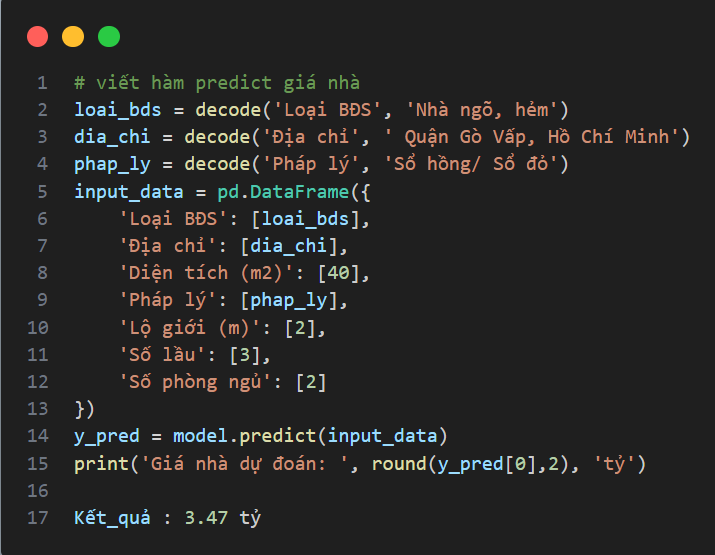 1 # viết hàm predict giá nhà
2 loai_bds = decode('Loại BĐS', 'Nhà ngõ, hẻm')
3 dia_chi = decode('Địa chỉ', ' Quận Gò Vấp, Hồ Chí Minh')
4 phap_ly = decode('Pháp lý', 'Sổ hồng/ Sổ đỏ')
5 input_data = pd.DataFrame({
6     'Loại BĐS': [loai_bds],
7     'Địa chỉ': [dia_chi],
8     'Diện tích (m2)': [40],
9     'Pháp lý': [phap_ly],
10     'Lộ giới (m)': [2],
11     'Số lầu': [3],
12     'Số phòng ngủ': [2]
13 })
14 y_pred = model.predict(input_data)
15 print('Giá nhà dự đoán: ', round(y_pred[0],2), 'tỷ')
16
17 Kết_quả : 3.47 tỷ